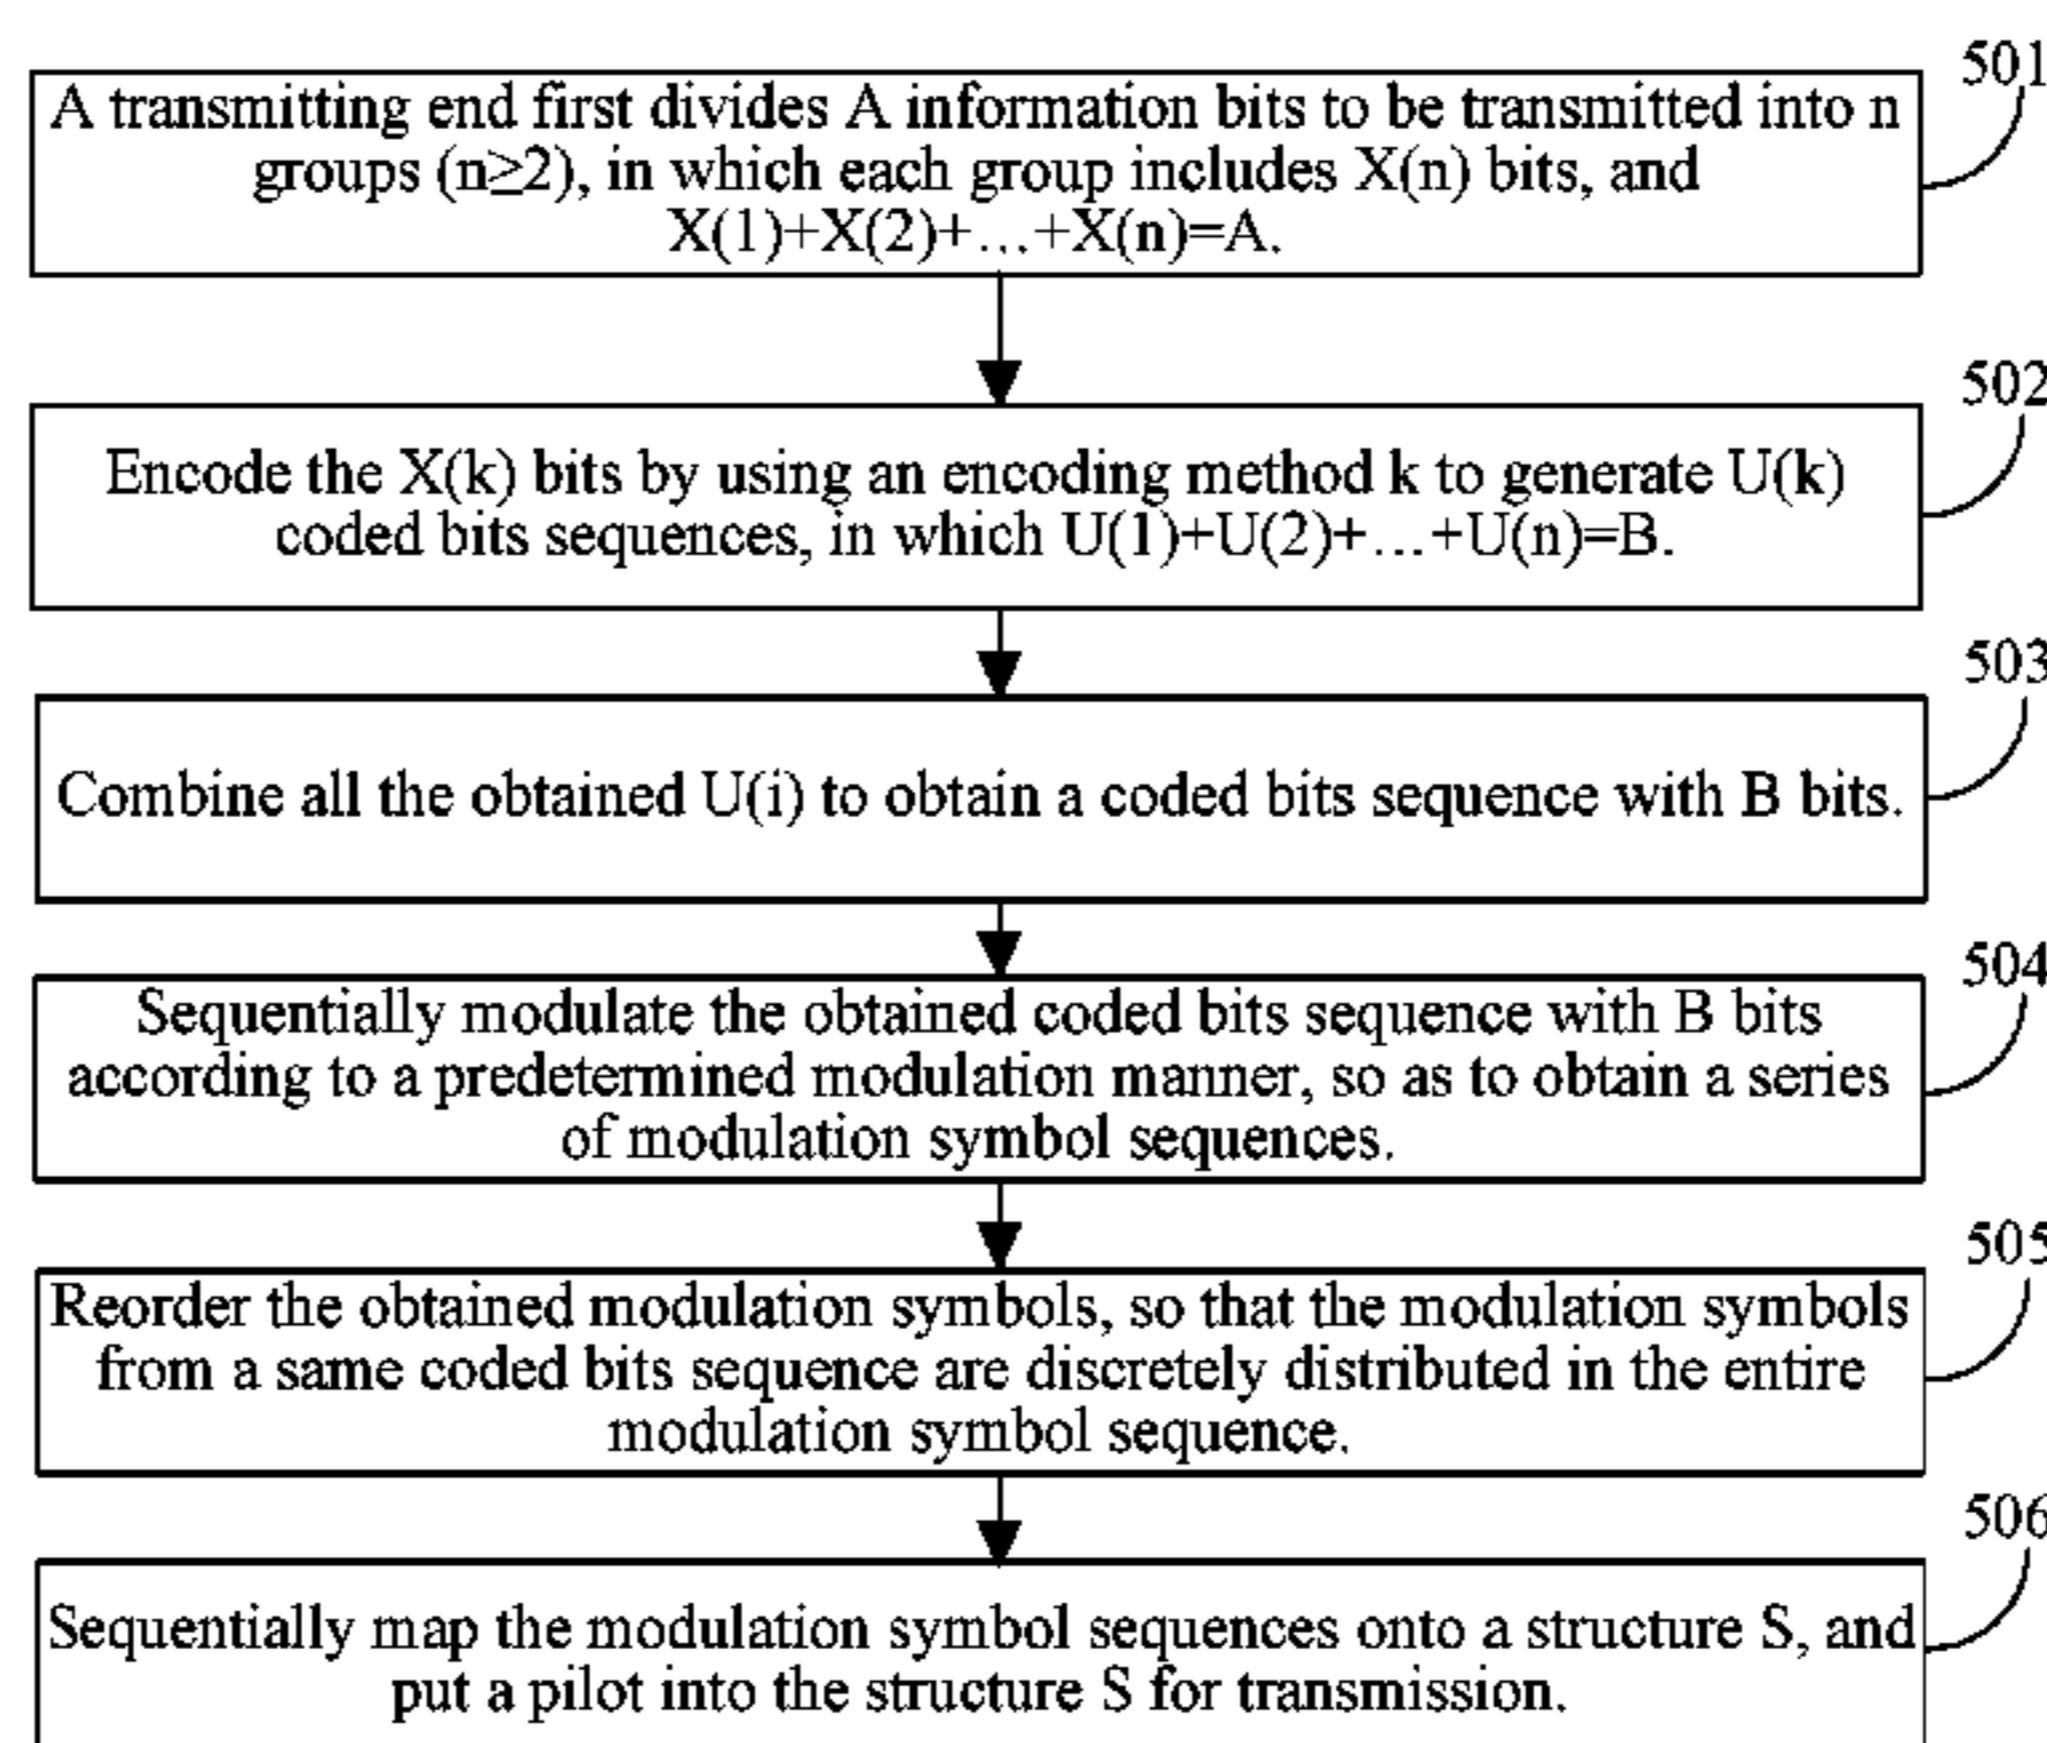 501
A transmitting end first divides A information bits to be transmitted into n
groups (n≥2), in which each group includes X(n) bits, and
X(1)+X(2)+…+X(n)=A.
502
Encode the X(k) bits by using an encoding method k to generate U(k)
coded bits sequences, in which U(1)+U(2)+…+U(n)=B.
503
Combine all the obtained U(i) to obtain a coded bits sequence with B bits.
504
Sequentially modulate the obtained coded bits sequence with B bits
according to a predetermined modulation manner, so as to obtain a series
of modulation symbol sequences.
505
Reorder the obtained modulation symbols, so that the modulation symbols
from a same coded bits sequence are discretely distributed in the entire
modulation symbol sequence.
506
Sequentially map the modulation symbol sequences onto a structure S, and
put a pilot into the structure S for transmission.